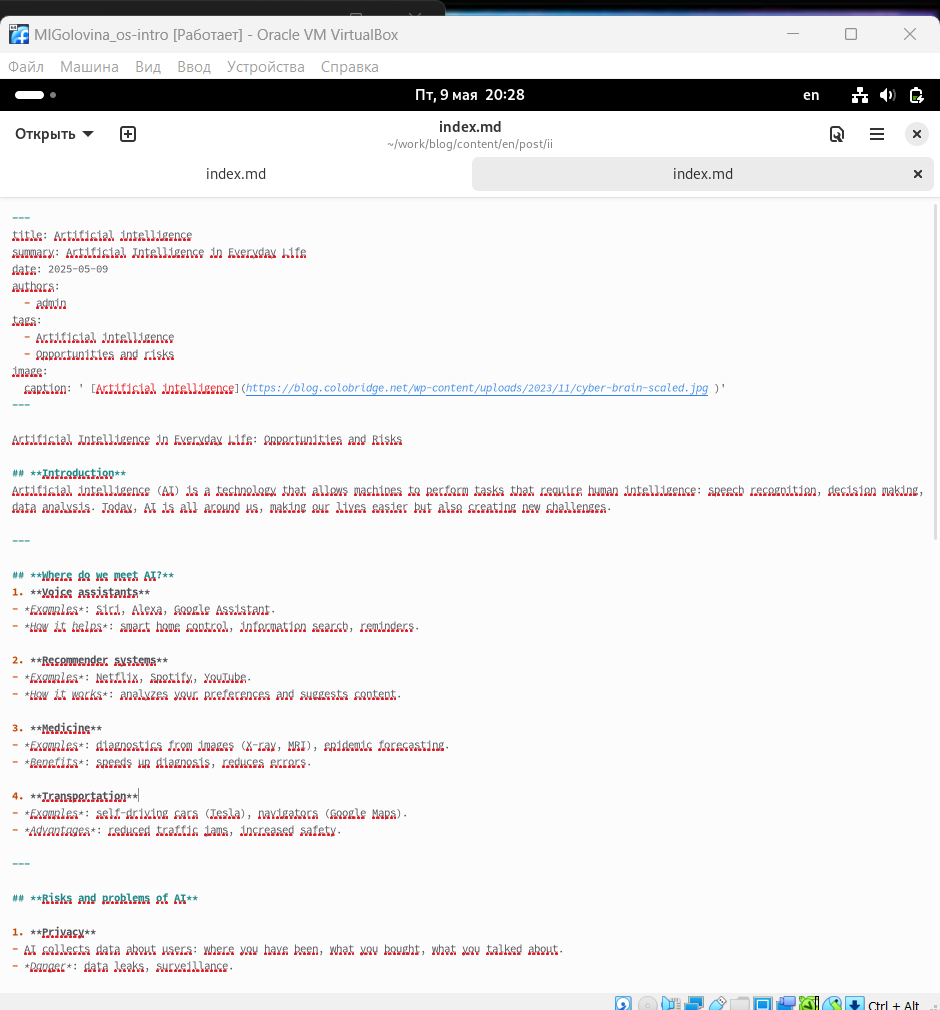 MIGolovina_os-intro [Работает] - Oracle VM VirtualBox
Файл Машина Вид Ввод Устройства Справка
Пт, 9 мая 20:28 en
Открыть index.md
~/work/blog/content/en/post/ii
index.md index.md
---
title: Artificial intelligence
summary: Artificial Intelligence in Everyday Life
date: 2025-05-09
authors:
  - admin
tags:
  - Artificial intelligence
  - Opportunities and risks
image:
  caption: ' [Artificial intelligence](https://blog.colobridge.net/wp-content/uploads/2023/11/cyber-brain-scaled.jpg )'
---
Artificial Intelligence in Everyday Life: Opportunities and Risks
## **Introduction**
Artificial intelligence (AI) is a technology that allows machines to perform tasks that require human intelligence: speech recognition, decision making,
data analysis. Today, AI is all around us, making our lives easier but also creating new challenges.
---
## **Where do we meet AI?**
1. **Voice assistants**
- *Examples*: Siri, Alexa, Google Assistant.
- *How it helps*: smart home control, information search, reminders.
2. **Recommender systems**
- *Examples*: Netflix, Spotify, YouTube.
- *How it works*: analyzes your preferences and suggests content.
3. **Medicine**
- *Examples*: diagnostics from images (X-ray, MRI), epidemic forecasting.
- *Benefits*: speeds up diagnosis, reduces errors.
4. **Transportation**
- *Examples*: self-driving cars (Tesla), navigators (Google Maps).
- *Advantages*: reduced traffic jams, increased safety.
---
## **Risks and problems of AI**
1. **Privacy**
- AI collects data about users: where you have been, what you bought, what you talked about.
- *Danger*: data leaks, surveillance.
Ctrl + Alt